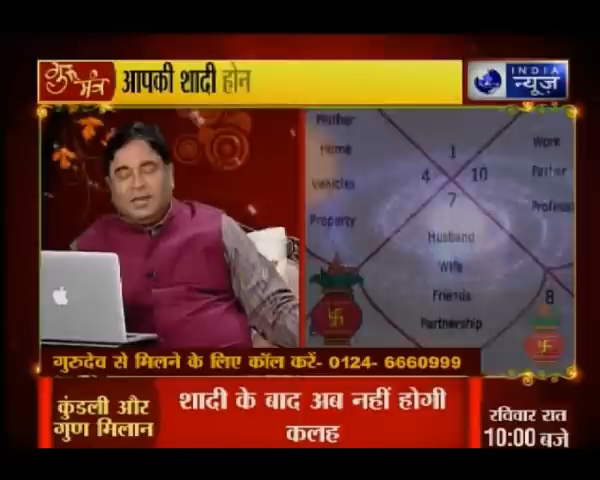 गुरु मंत्र
आपकी शादी होन
INDIA
न्यूज़
Mother
Home
Vehicles
Property
1
4
10
7
Husband
Wife
Friends
Partnership
Work
Father
Profess
8
गुरुदेव से मिलने के लिए कॉल करें- 0124- 6660999
कुंडली और
गुण मिलान
शादी के बाद अब नहीं होगी
कलह
रविवार रात
10:00 बजे